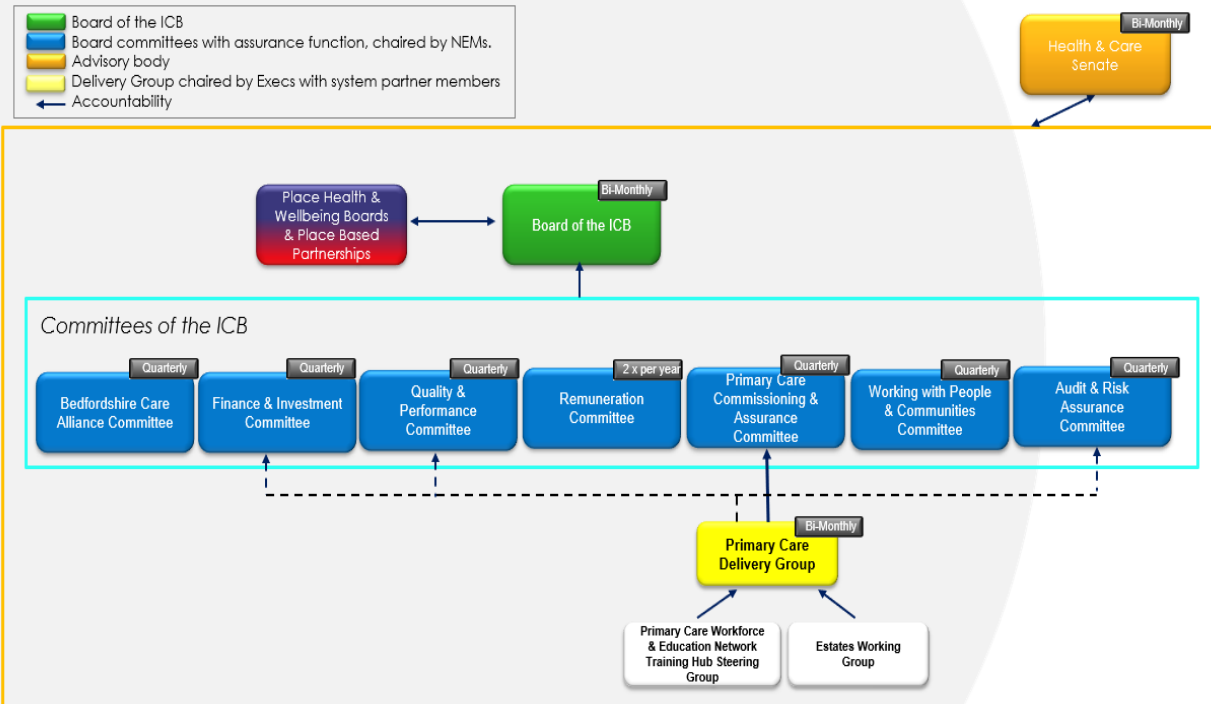 Board of the ICB
Board committees with assurance function, chaired by NEMs.
Advisory body
Delivery Group chaired by Execs with system partner members
Accountability
Bi-Monthly
Health & Care
Senate
Place Health &
Wellbeing Boards
& Place Based
Partnerships
Bi-Monthly
Board of the ICB
Committees of the ICB
Quarterly
Bedfordshire Care
Alliance Committee
Quarterly
Finance & Investment
Committee
Quarterly
Quality &
Performance
Committee
2 x per year
Remuneration
Committee
Quarterly
Primary Care
Commissioning &
Assurance
Committee
Quarterly
Working with People
& Communities
Committee
Quarterly
Audit & Risk
Assurance
Committee
Bi-Monthly
Primary Care
Delivery Group
Primary Care Workforce
& Education Network
Training Hub Steering
Group
Estates Working
Group